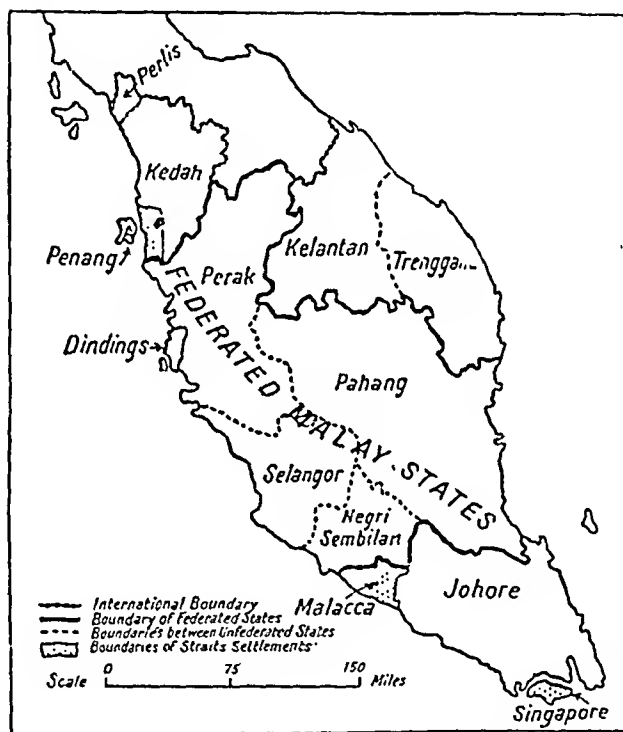 Perlis
Kedah
Penang
Perak
Kelantan
Dindings
Pahang
FEDERATED MALAY STATES
Selangor
Negri
Sembilan
Malacca
Johore
Singapore
International Boundary
Boundary of Federated States
Boundaries between Unfederated States
Boundaries of Straits Settlements
Scale 0 75 150 Miles